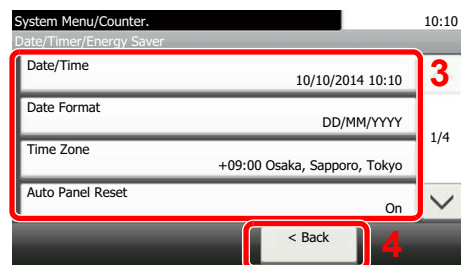 System Menu/Counter. 10:10
Date/Timer/Energy Saver
Date/Time
10/10/2014 10:10
3
Date Format
DD/MM/YYYY
1/4
Time Zone
+09:00 Osaka, Sapporo, Tokyo
Auto Panel Reset
On
< Back
4